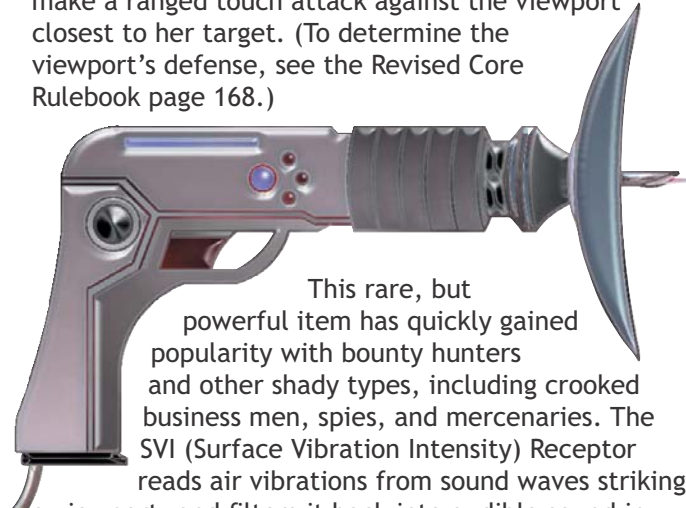 make a ranged touch attack against the viewport
closest to her target. (To determine the
viewport’s defense, see the Revised Core
Rulebook page 168.)
This rare, but
powerful item has quickly gained
popularity with bounty hunters
and other shady types, including crooked
business men, spies, and mercenaries. The
SVI (Surface Vibration Intensity) Receptor
reads air vibrations from sound waves striking
and filters it back into audible sound in